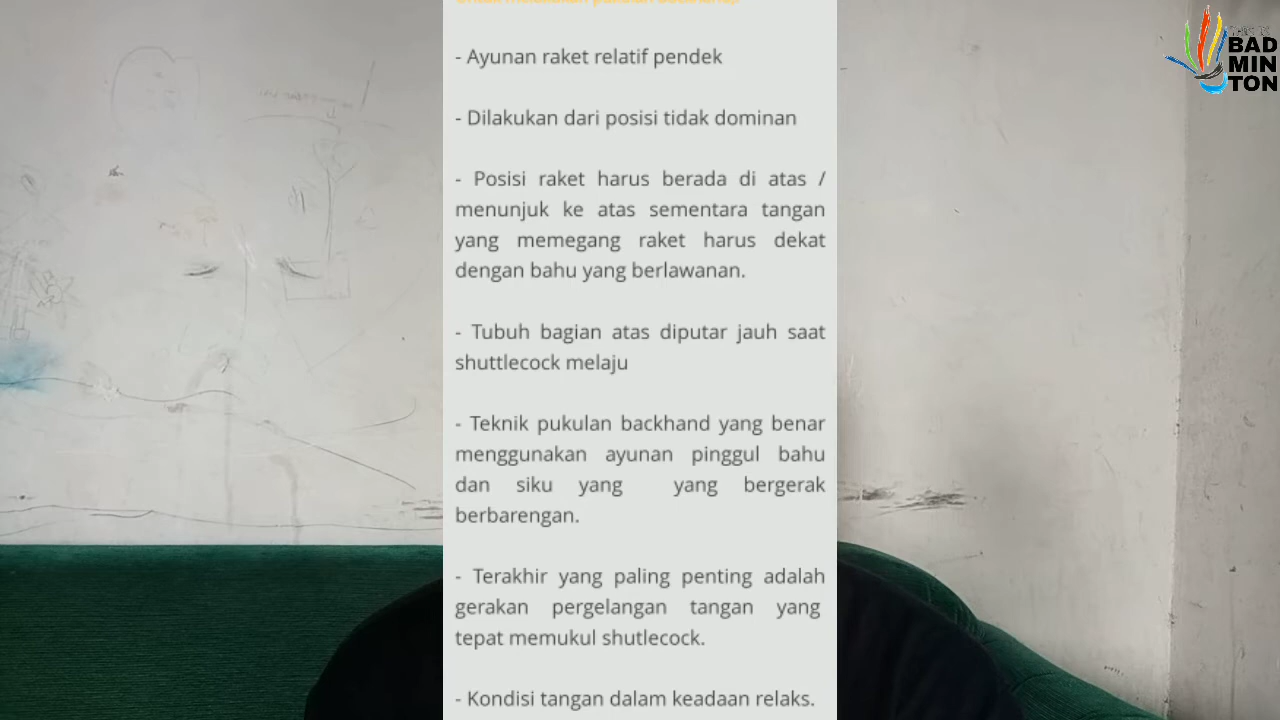 - Ayunan raket relatif pendek
- Dilakukan dari posisi tidak dominan
- Posisi raket harus berada di atas /
menunjuk ke atas sementara tangan
yang memegang raket harus dekat
dengan bahu yang berlawanan.
- Tubuh bagian atas diputar jauh saat
shuttlecock melaju
- Teknik pukulan backhand yang benar
menggunakan ayunan pinggul bahu
dan siku yang yang bergerak
berbarengan.
- Terakhir yang paling penting adalah
gerakan pergelangan tangan yang
tepat memukul shutlecock.
- Kondisi tangan dalam keadaan relaks.
BAD
MIN
TON